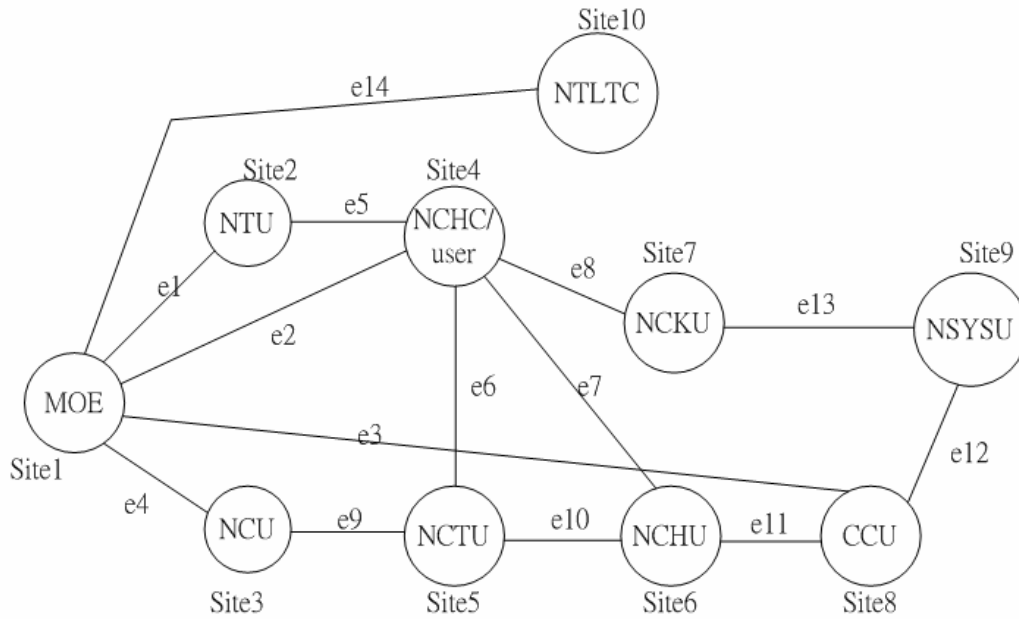 Site10
NTLTC
e14
Site2
NTU
e5
Site4
NCHC/
user
e1
e2
e8
Site7
NCKU
e13
Site9
NSYSU
MOE
Site1
e6
e7
e3
e12
e4
NCU
Site3
e9
NCTU
Site5
e10
NCHU
Site6
e11
CCU
Site8